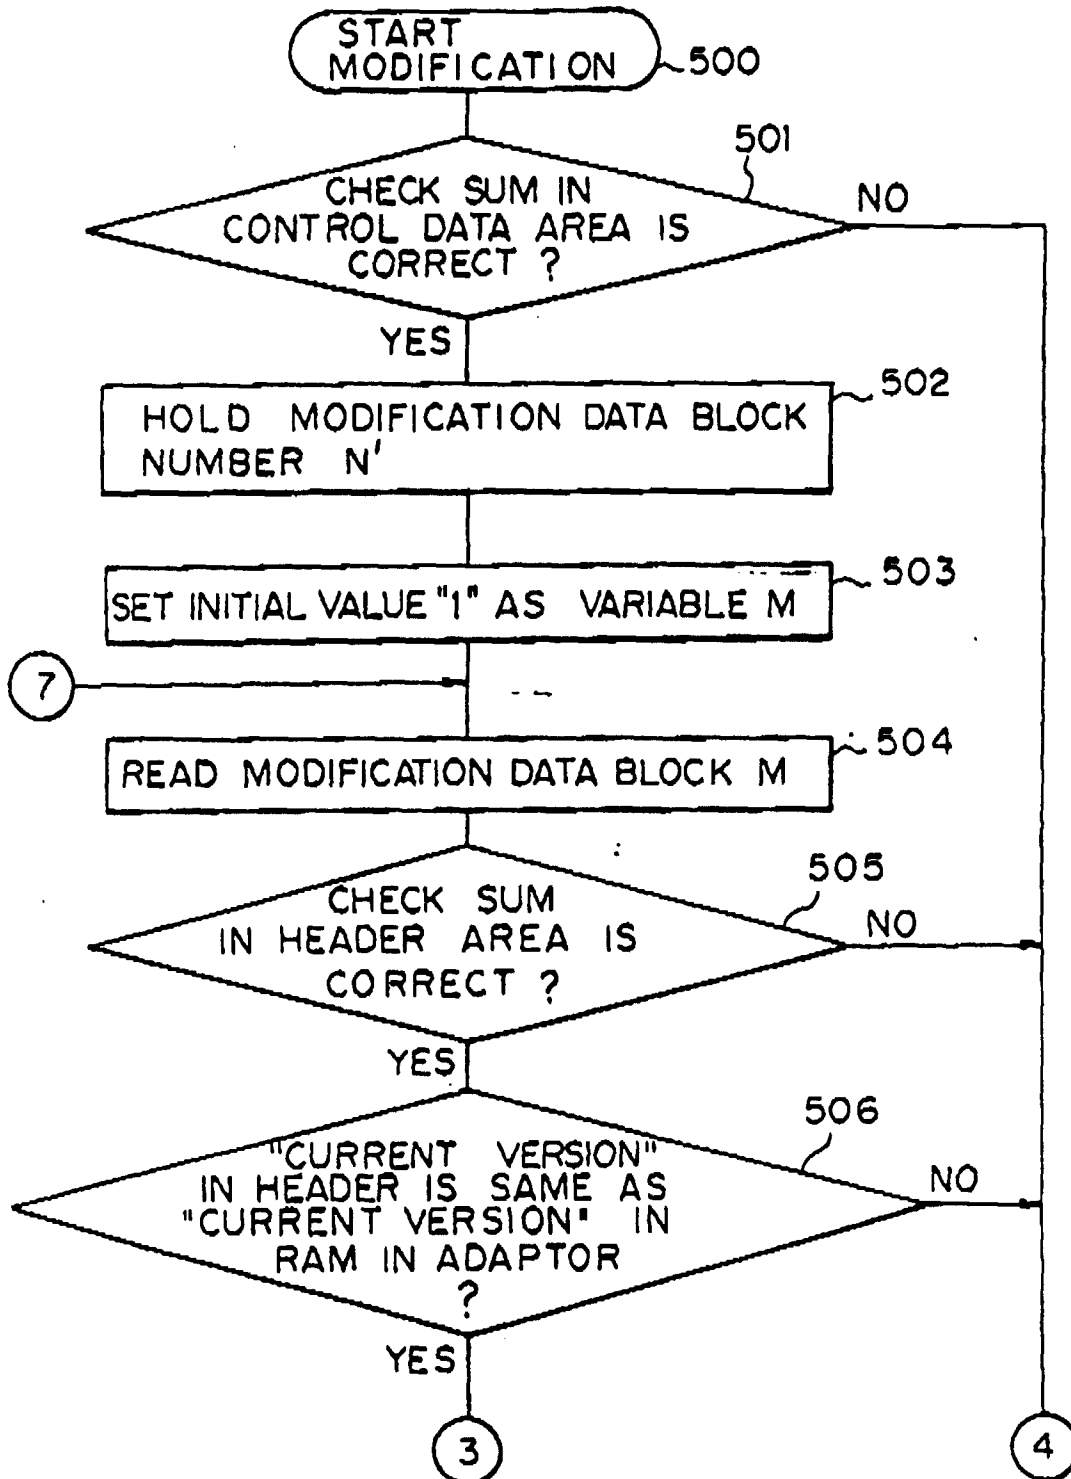 START
MODIFICATION
500
501
CHECK SUM IN
CONTROL DATA AREA IS
CORRECT ?
NO
YES
502
HOLD MODIFICATION DATA BLOCK
NUMBER N'
503
SET INITIAL VALUE "1" AS VARIABLE M
7
504
READ MODIFICATION DATA BLOCK M
505
CHECK SUM
IN HEADER AREA IS
CORRECT ?
NO
YES
506
"CURRENT VERSION"
IN HEADER IS SAME AS
"CURRENT VERSION" IN
RAM IN ADAPTOR
?
NO
YES
3
4